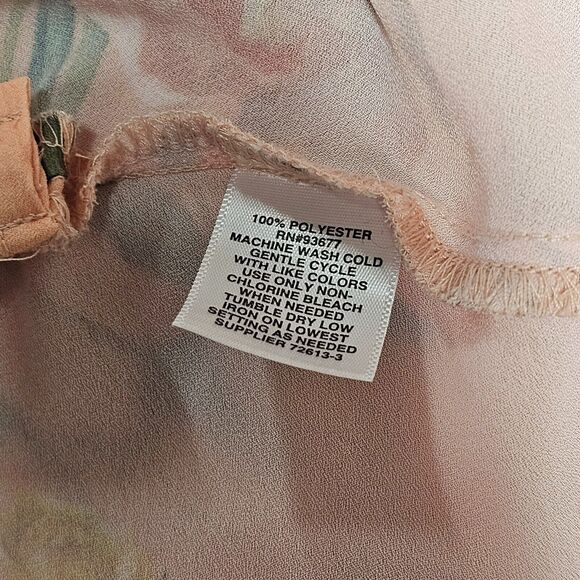 100% POLYESTER
RN#93677
MACHINE WASH COLD
GENTLE CYCLE
WITH LIKE COLORS
USE ONLY NON-
CHLORINE BLEACH
WHEN NEEDED
TUMBLE DRY LOW
IRON ON LOWEST
SETTING AS NEEDED
SUPPLIER 72613-3